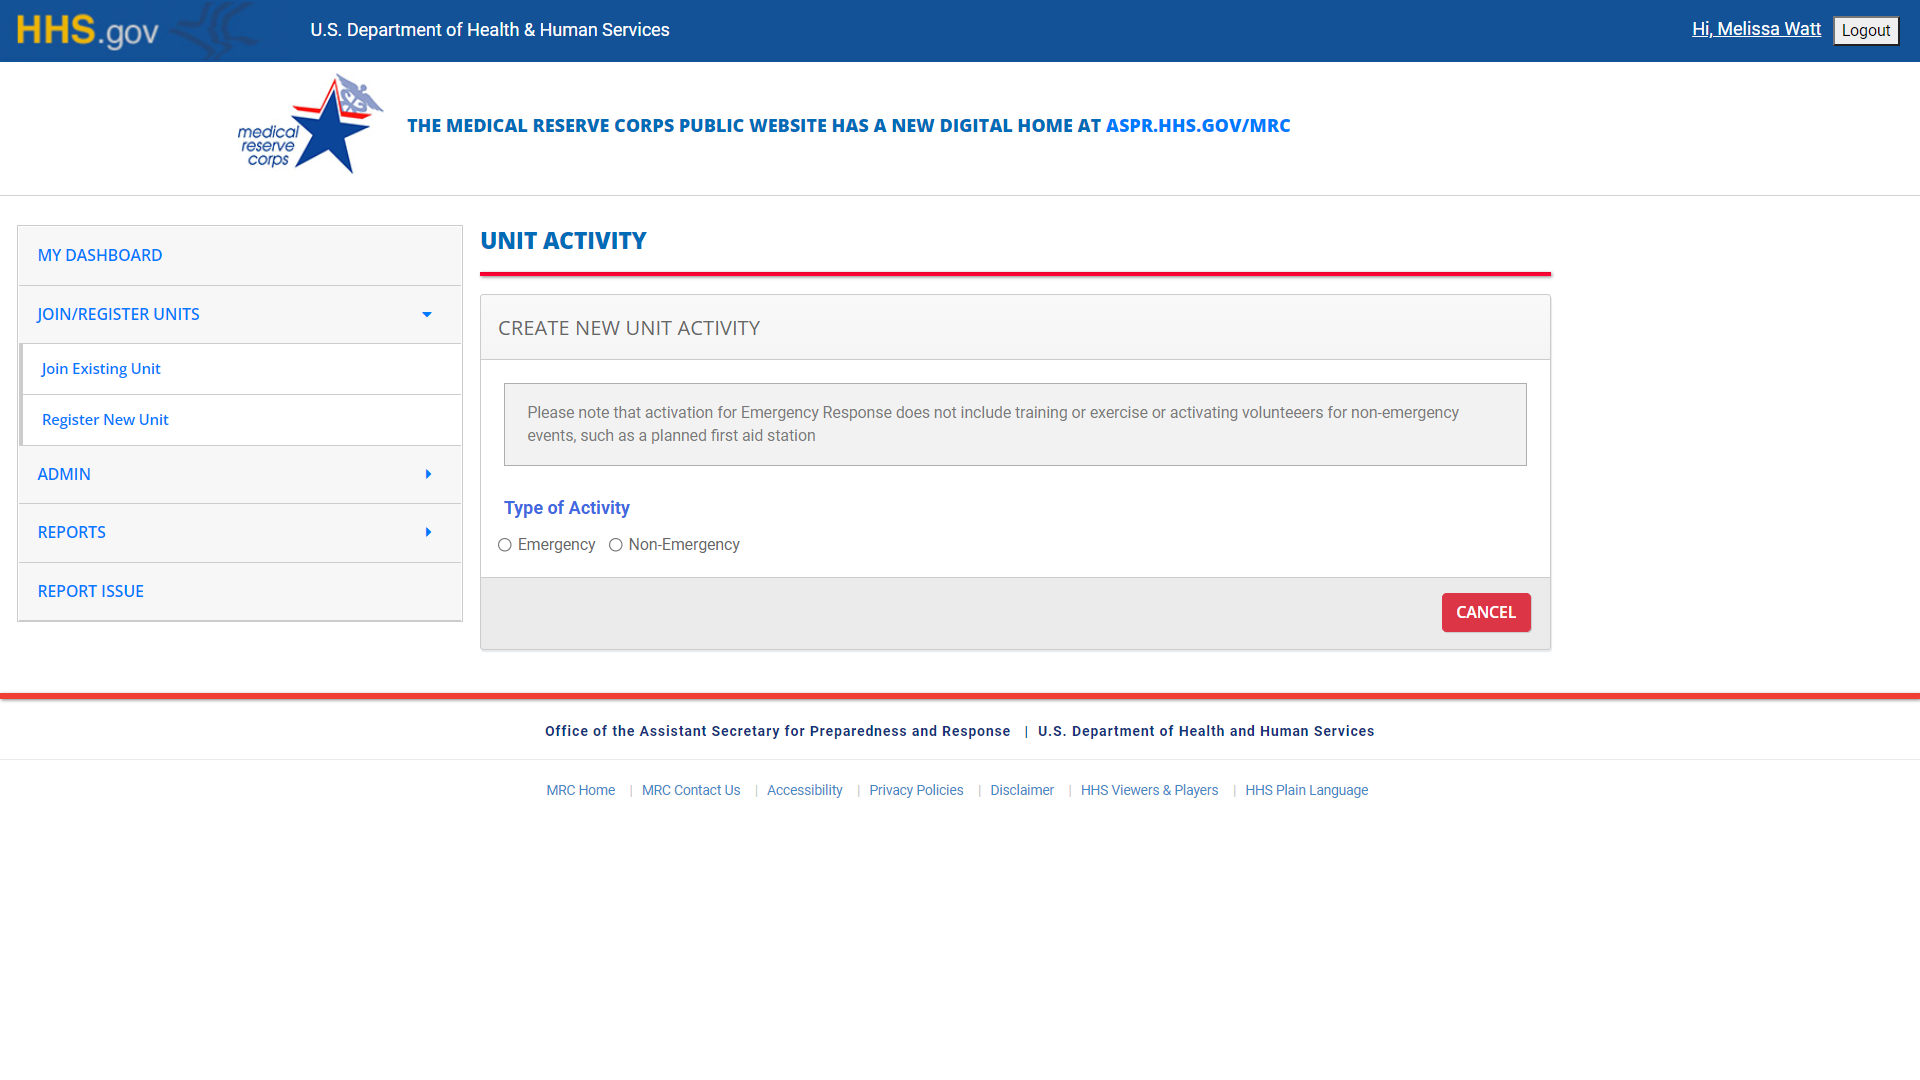 HHS.gov
U.S. Department of Health & Human Services
Hi, Melissa Watt
Logout
medical
reserve
corps
THE MEDICAL RESERVE CORPS PUBLIC WEBSITE HAS A NEW DIGITAL HOME AT ASPR.HHS.GOV/MRC
MY DASHBOARD
JOIN/REGISTER UNITS
Join Existing Unit
Register New Unit
ADMIN
REPORTS
REPORT ISSUE
UNIT ACTIVITY
CREATE NEW UNIT ACTIVITY
Please note that activation for Emergency Response does not include training or exercise or activating volunteeers for non-emergency
events, such as a planned first aid station
Type of Activity
Emergency Non-Emergency
CANCEL
Office of the Assistant Secretary for Preparedness and Response | U.S. Department of Health and Human Services
MRC Home | MRC Contact Us | Accessibility | Privacy Policies | Disclaimer | HHS Viewers & Players | HHS Plain Language